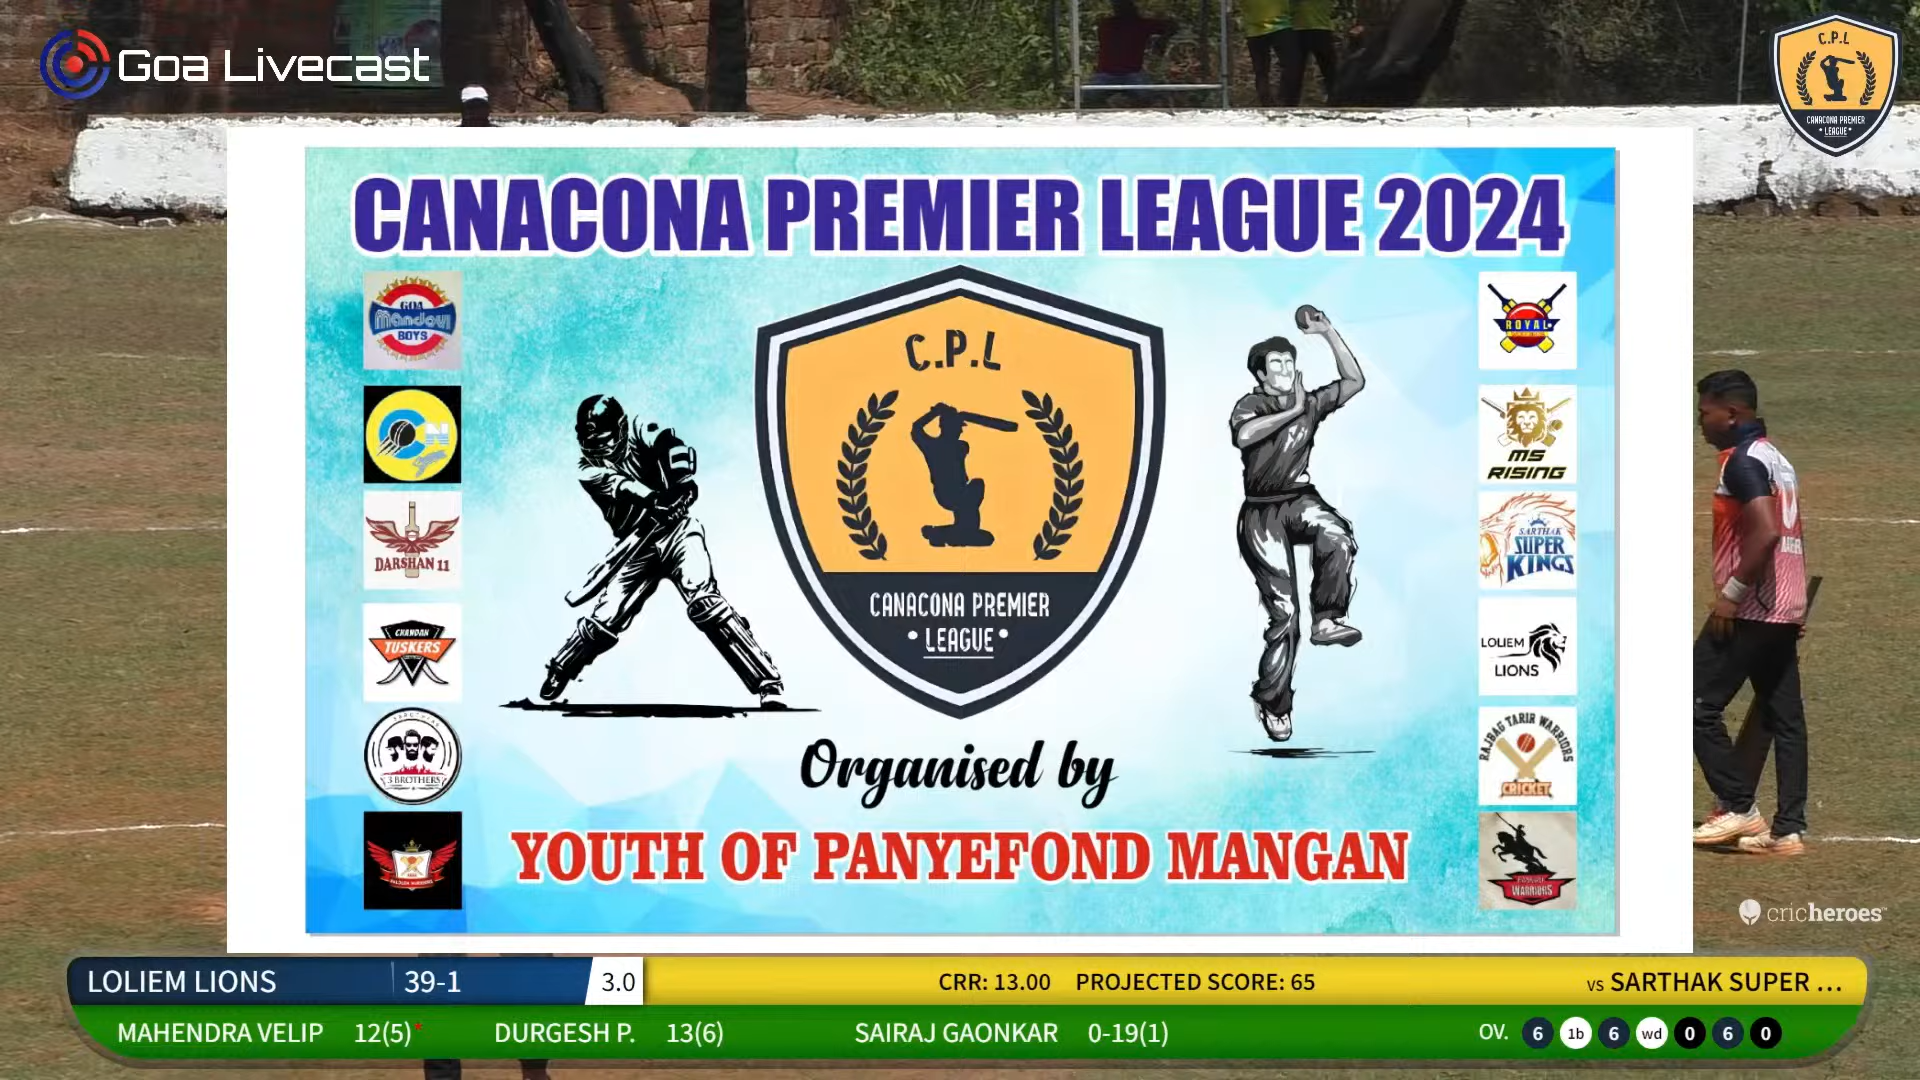 Goa Livecast
C.P.L
CANACONA PREMIER
• LEAGUE •
CANACONA PREMIER LEAGUE 2024
GOA
Mandovi
BOYS
ROYAL
CN
MS
RISING
C.P.L
DARSHAN 11
SARTHAK
SUPER
KINGS
CHANDAN
TUSKERS
LOLIEM
LIONS
CANACONA PREMIER
• LEAGUE •
3 BROTHERS
RAJBAG TARIR WARRIORS
CRICKET
Organised by
YOUTH OF PANYEFOND MANGAN
WARRIORS
cricheroes™
LOLIEM LIONS 39-1 3.0 CRR: 13.00 PROJECTED SCORE: 65 vs SARTHAK SUPER ...
MAHENDRA VELIP 12(5)* DURGESH P. 13(6) SAIRAJ GAONKAR 0-19(1) OV. 6 1b 6 wd 0 6 0